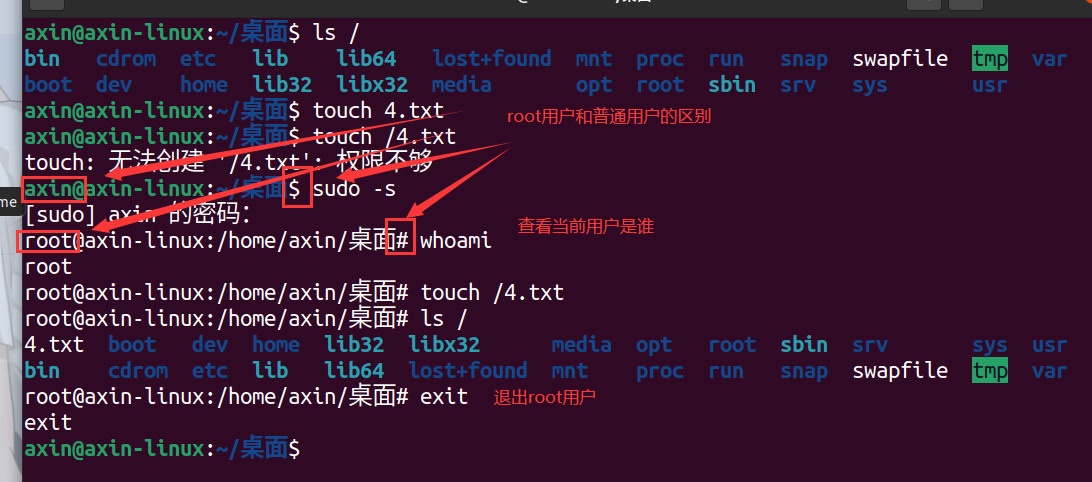 axin@axin-linux:~/桌面$ ls /
bin cdrom etc lib lib64 lost+found mnt proc run snap swapfile tmp var
boot dev home lib32 libx32 media opt root sbin srv sys usr
axin@axin-linux:~/桌面$ touch 4.txt
root用户和普通用户的区别
axin@axin-linux:~/桌面$ touch /4.txt
touch: 无法创建 '/4.txt': 权限不够
me
axin@axin-linux:~/桌面$ sudo -s
[sudo] axin 的密码:
查看当前用户是谁
root@axin-linux:/home/axin/桌面# whoami
root
root@axin-linux:/home/axin/桌面# touch /4.txt
root@axin-linux:/home/axin/桌面# ls /
4.txt boot dev home lib32 libx32 media opt root sbin srv sys usr
bin cdrom etc lib lib64 lost+found mnt proc run snap swapfile tmp var
root@axin-linux:/home/axin/桌面# exit 退出root用户
exit
axin@axin-linux:~/桌面$